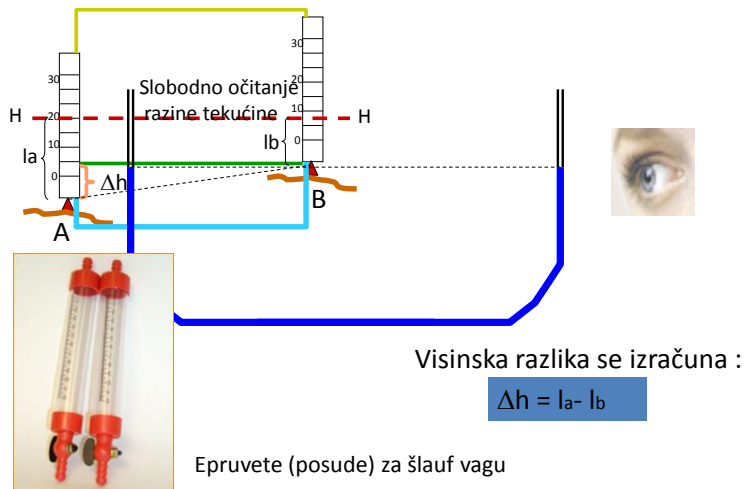 30
20
10
0
30
20
10
0
Slobodno očitanje
razine tekućine
H
H
la
lb
Δh
A
B
Visinska razlika se izračuna :
Δh = la- lb
Epruvete (posude) za šlauf vagu